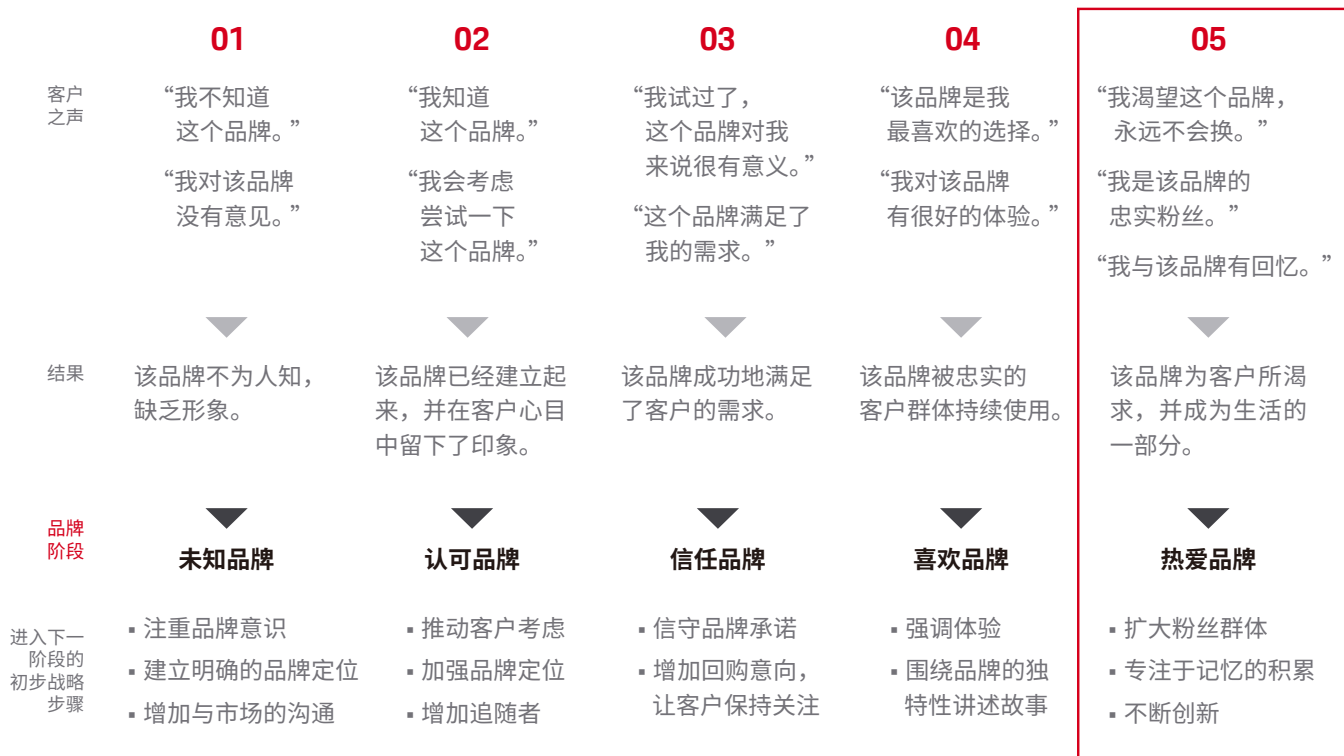 01
02
03
04
05
客户
之声
“我不知道
这个品牌。”
“我对该品牌
没有意见。”
“我知道
这个品牌。”
“我会考虑
尝试一下
这个品牌。”
“我试过了，
这个品牌对我
来说很有意义。”
“这个品牌满足了
我的需求。”
“该品牌是我
最喜欢的选择。”
“我对该品牌
有很好的体验。”
“我渴望这个品牌，
永远不会换。”
“我是该品牌的
忠实粉丝。”
“我与该品牌有回忆。”
结果
该品牌不为人知，
缺乏形象。
该品牌已经建立起
来，并在客户心目
中留下了印象。
该品牌成功地满足
了客户的需求。
该品牌被忠实的
客户群体持续使用。
该品牌为客户所渴
求，并成为生活的
一部分。
品牌
阶段
未知品牌
认可品牌
信任品牌
喜欢品牌
热爱品牌
进入下一
阶段的
初步战略
步骤
▪ 注重品牌意识
▪ 建立明确的品牌定位
▪ 增加与市场的沟通
▪ 推动客户考虑
▪ 加强品牌定位
▪ 增加追随者
▪ 信守品牌承诺
▪ 增加回购意向，
让客户保持关注
▪ 强调体验
▪ 围绕品牌的独
特性讲述故事
▪ 扩大粉丝群体
▪ 专注于记忆的积累
▪ 不断创新